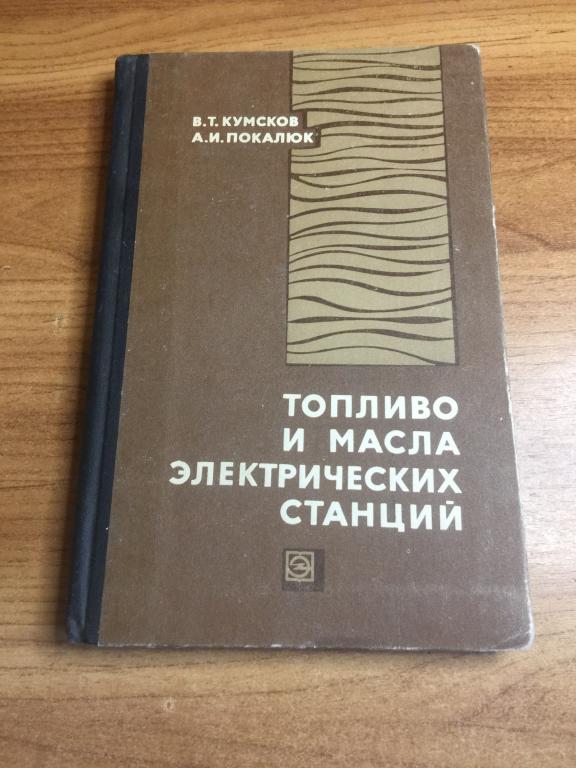 В.Т. КУМСКОВ
А.И. ПОКАЛЮК
ТОПЛИВО
И МАСЛА
ЭЛЕКТРИЧЕСКИХ
СТАНЦИЙ